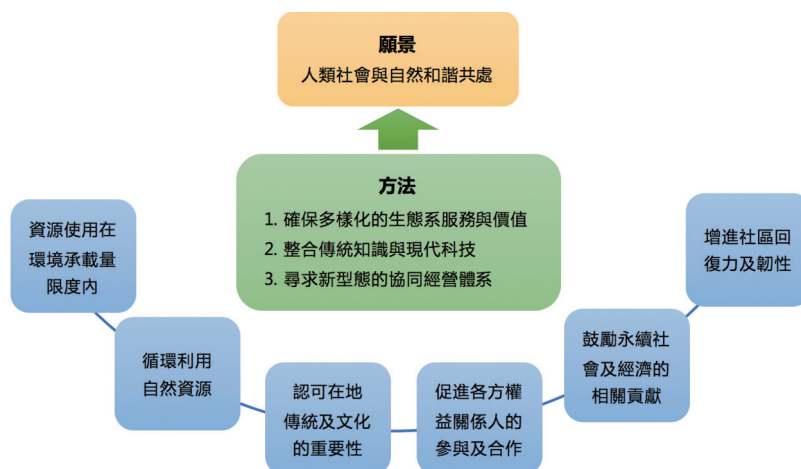 願景
人類社會與自然和諧共處
方法
1. 確保多樣化的生態系服務與價值
2. 整合傳統知識與現代科技
3. 尋求新型態的協同經營體系
資源使用在
環境承載量
限度內
循環利用
自然資源
認可在地
傳統及文化
的重要性
促進各方權
益關係人的
參與及合作
鼓勵永續社
會及經濟的
相關貢獻
增進社區回
復力及韌性